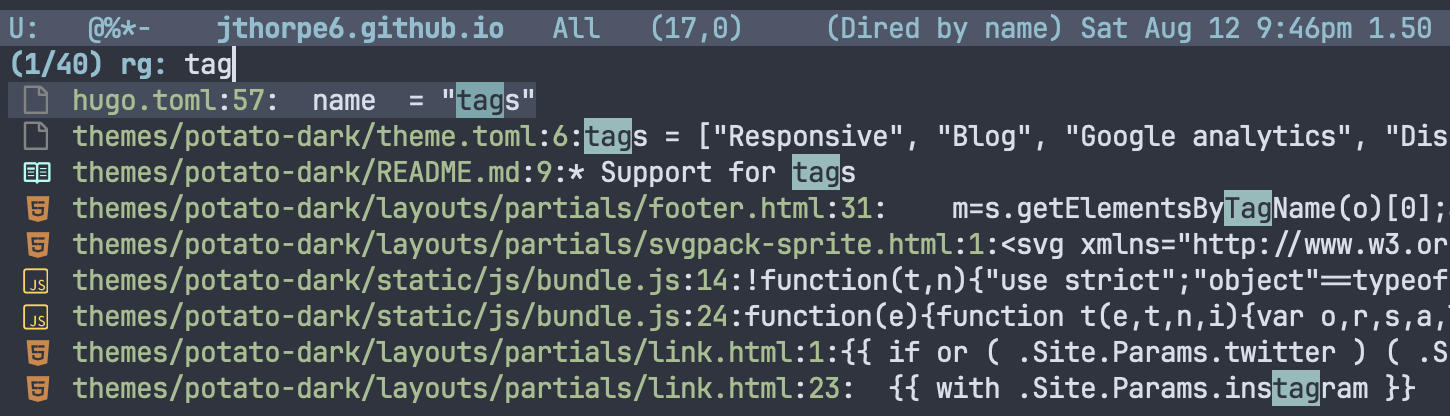 U:   @%*-    jthorpe6.github.io   All   (17,0)     (Dired by name) Sat Aug 12 9:46pm 1.50
(1/40) rg: tag
hugo.toml:57:  name  = "tags"
themes/potato-dark/theme.toml:6:tags = ["Responsive", "Blog", "Google analytics", "Dis
themes/potato-dark/README.md:9:* Support for tags
themes/potato-dark/layouts/partials/footer.html:31:    m=s.getElementsByTagName(o)[0];
themes/potato-dark/layouts/partials/svgpack-sprite.html:1:<svg xmlns="http://www.w3.or
themes/potato-dark/static/js/bundle.js:14:!function(t,n){"use strict";"object"==typeof
themes/potato-dark/static/js/bundle.js:24:function(e){function t(e,t,n,i){var o,r,s,a,
themes/potato-dark/layouts/partials/link.html:1:{{ if or ( .Site.Params.twitter ) ( .S
themes/potato-dark/layouts/partials/link.html:23:  {{ with .Site.Params.instagram }}